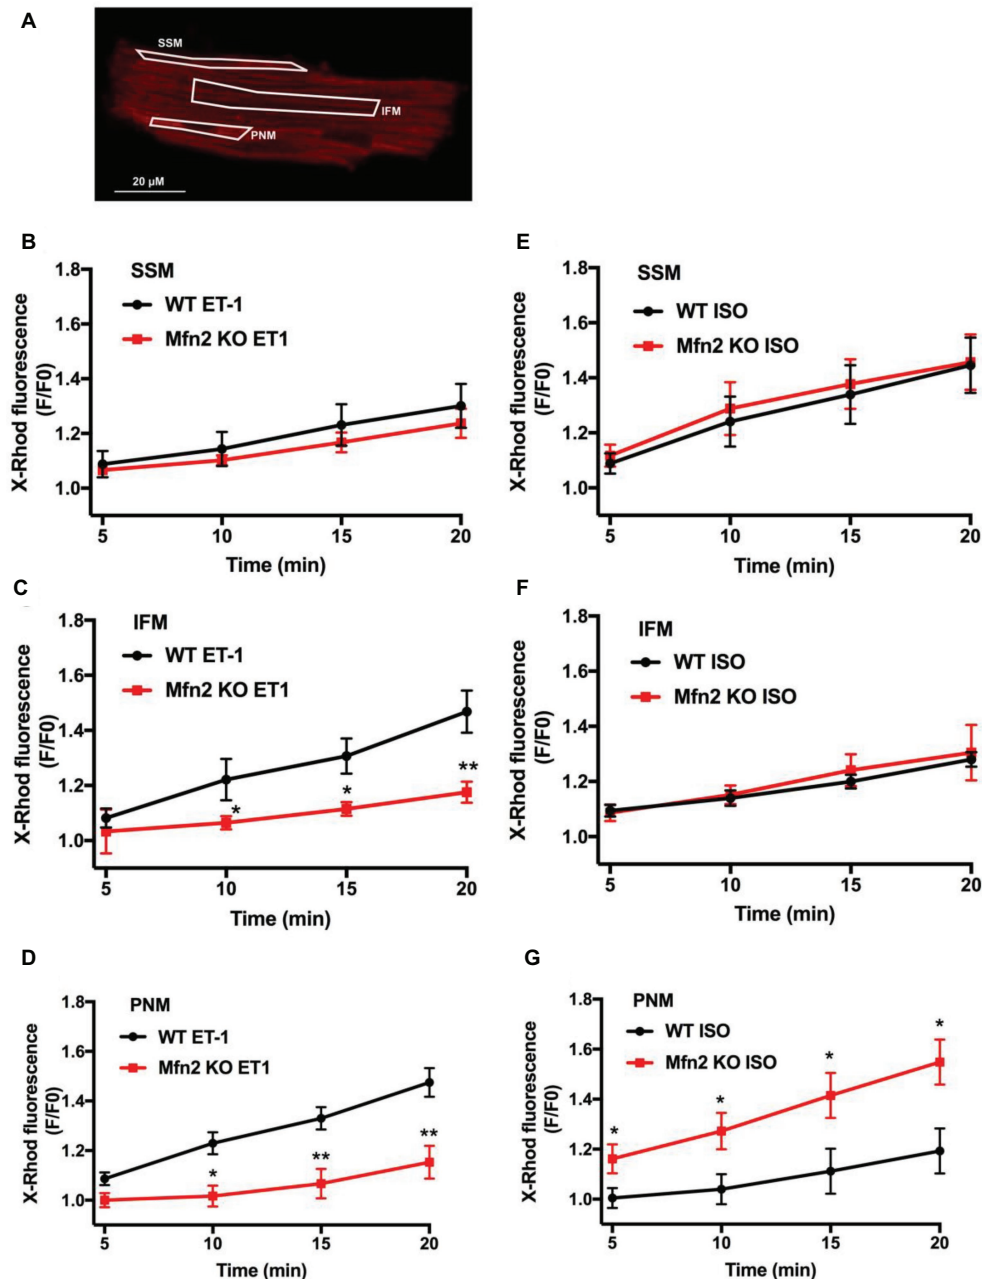 A
SSM
IFM
PNM
20 μM
B
SSM
WT ET-1
Mfn2 KO ET1
X-Rhod fluorescence
(F/F0)
1.8
1.6
1.4
1.2
1.0
5
10
15
20
Time (min)
E
SSM
WT ISO
Mfn2 KO ISO
X-Rhod fluorescence
(F/F0)
1.8
1.6
1.4
1.2
1.0
5
10
15
20
Time (min)
C
IFM
WT ET-1
Mfn2 KO ET1
X-Rhod fluorescence
(F/F0)
1.8
1.6
1.4
1.2
1.0
*
*
**
5
10
15
20
Time (min)
F
IFM
WT ISO
Mfn2 KO ISO
X-Rhod fluorescence
(F/F0)
1.8
1.6
1.4
1.2
1.0
5
10
15
20
Time (min)
D
PNM
WT ET-1
Mfn2 KO ET1
X-Rhod fluorescence
(F/F0)
1.8
1.6
1.4
1.2
1.0
*
**
**
5
10
15
20
Time (min)
G
PNM
WT ISO
Mfn2 KO ISO
X-Rhod fluorescence
(F/F0)
1.8
1.6
1.4
1.2
1.0
*
*
*
*
5
10
15
20
Time (min)